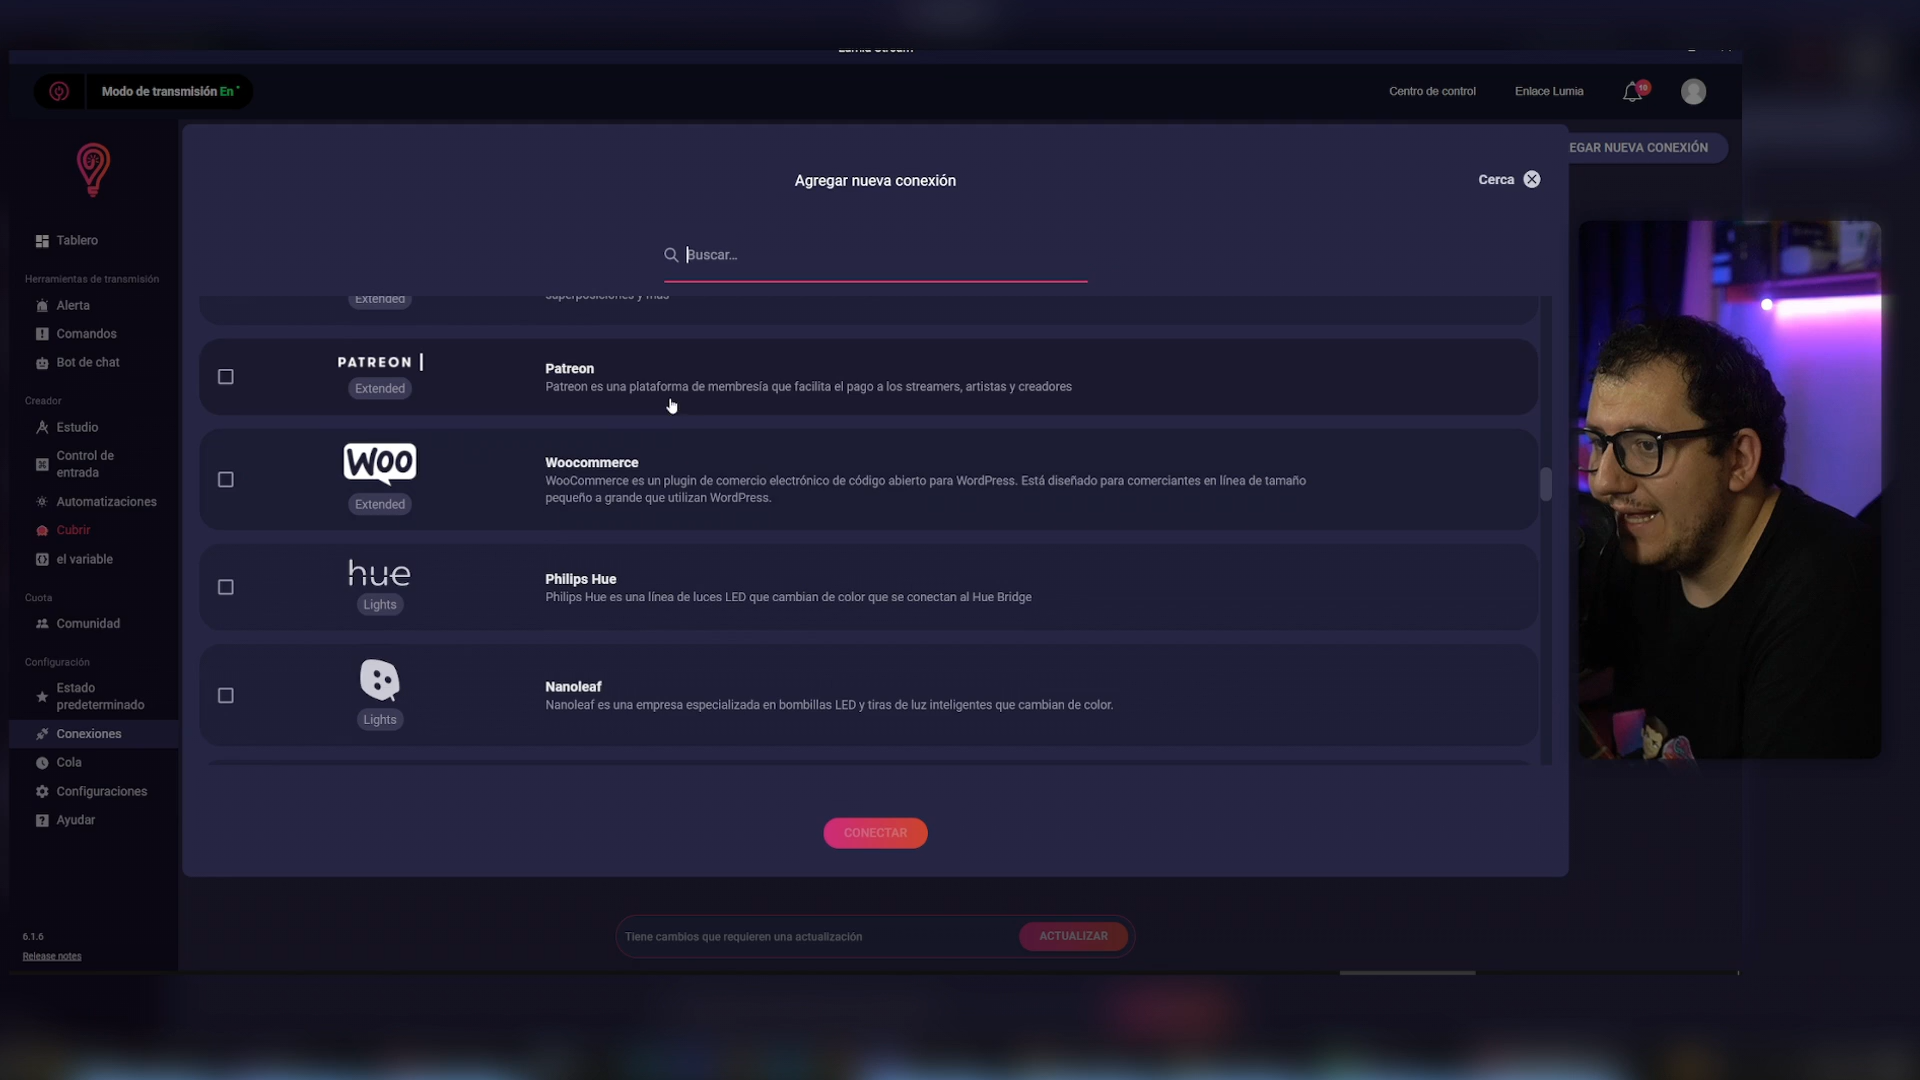 Lumia Stream
Modo de transmisión En
Centro de control
Enlace Lumia
10
EGAR NUEVA CONEXIÓN
Agregar nueva conexión
Cerca
Buscar...
Tablero
Herramientas de transmisión
Alerta
Comandos
Bot de chat
Creador
Estudio
Control de
entrada
Automatizaciones
Cubrir
el variable
Cuota
Comunidad
Configuración
Estado
predeterminado
Conexiones
Cola
Configuraciones
Ayudar
6.1.6
Release notes
Extended
superposiciones y más
PATREON
Extended
Patreon
Patreon es una plataforma de membresía que facilita el pago a los streamers, artistas y creadores
WOO
Extended
Woocommerce
WooCommerce es un plugin de comercio electrónico de código abierto para WordPress. Está diseñado para comerciantes en línea de tamaño
pequeño a grande que utilizan WordPress.
hue
Lights
Philips Hue
Philips Hue es una línea de luces LED que cambian de color que se conectan al Hue Bridge
Lights
Nanoleaf
Nanoleaf es una empresa especializada en bombillas LED y tiras de luz inteligentes que cambian de color.
CONECTAR
Tiene cambios que requieren una actualización
ACTUALIZAR